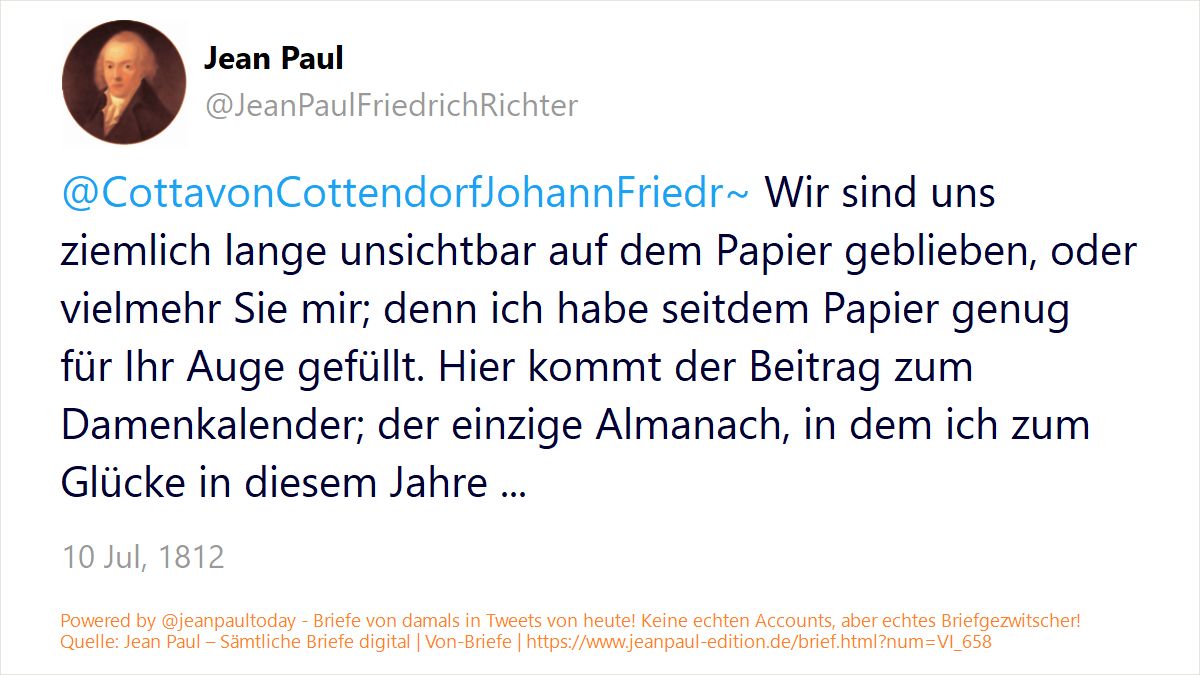 Jean Paul
@JeanPaulFriedrichRichter
@CottavonCottendorfJohannFriedr~ Wir sind uns
ziemlich lange unsichtbar auf dem Papier geblieben, oder
vielmehr Sie mir; denn ich habe seitdem Papier genug
für Ihr Auge gefüllt. Hier kommt der Beitrag zum
Damenkalender; der einzige Almanach, in dem ich zum
Glücke in diesem Jahre ...
10 Jul, 1812
Powered by @jeanpaultoday - Briefe von damals in Tweets von heute! Keine echten Accounts, aber echtes Briefgezwitscher!
Quelle: Jean Paul – Sämtliche Briefe digital | Von-Briefe | https://www.jeanpaul-edition.de/brief.html?num=VI_658